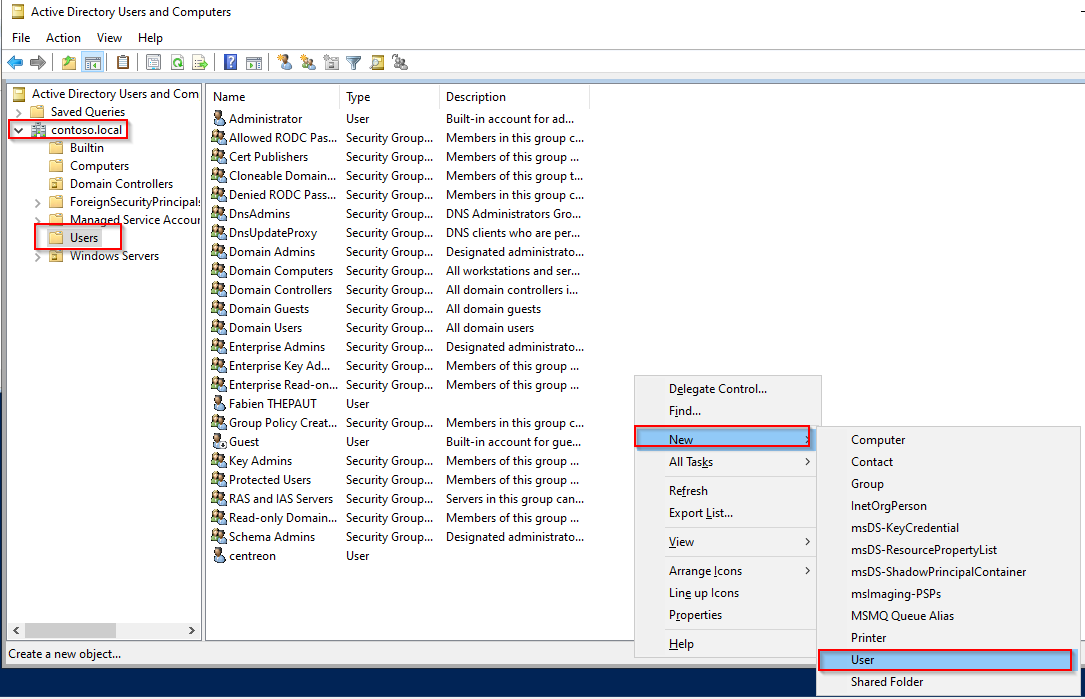 Active Directory Users and Computers
File Action View Help
Active Directory Users and Com
Saved Queries
contoso.local
Builtin
Computers
Domain Controllers
ForeignSecurityPrincipals
Managed Service Accour
Users
Windows Servers
Name Type Description
Administrator User Built-in account for ad...
Allowed RODC Pas... Security Group... Members in this group c...
Cert Publishers Security Group... Members of this group ...
Cloneable Domain... Security Group... Members of this group t...
Denied RODC Pass... Security Group... Members in this group c...
DnsAdmins Security Group... DNS Administrators Gro...
DnsUpdateProxy Security Group... DNS clients who are per...
Domain Admins Security Group... Designated administrato...
Domain Computers Security Group... All workstations and ser...
Domain Controllers Security Group... All domain controllers i...
Domain Guests Security Group... All domain guests
Domain Users Security Group... All domain users
Enterprise Admins Security Group... Designated administrato...
Enterprise Key Ad... Security Group... Members of this group ...
Enterprise Read-on... Security Group... Members of this group ...
Fabien THEPAUT User
Group Policy Creat... Security Group... Members in this group c...
Guest User Built-in account for gue...
Key Admins Security Group... Members of this group ...
Protected Users Security Group... Members of this group ...
RAS and IAS Servers Security Group... Servers in this group can...
Read-only Domain... Security Group... Members of this group ...
Schema Admins Security Group... Designated administrato...
centreon User
Delegate Control...
Find...
New
All Tasks
Refresh
Export List...
View
Arrange Icons
Line up Icons
Properties
Help
Computer
Contact
Group
InetOrgPerson
msDS-KeyCredential
msDS-ResourcePropertyList
msDS-ShadowPrincipalContainer
msImaging-PSPs
MSMQ Queue Alias
Printer
User
Shared Folder
Create a new object...